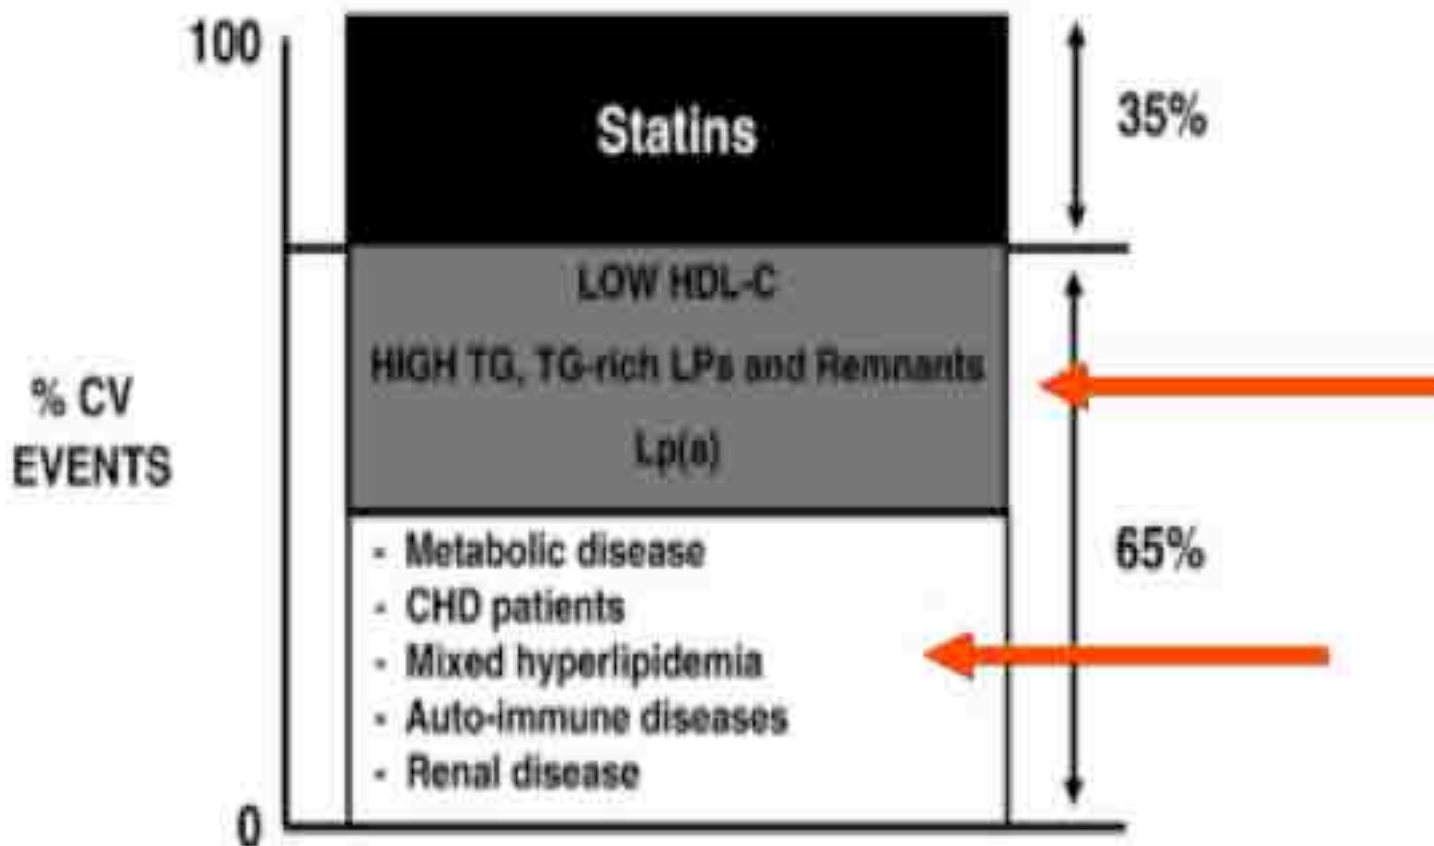 100
Statins
35%
LOW HDL-C
HIGH TG, TG-rich LPs and Remnants
Lp(a)
% CV
EVENTS
65%
- Metabolic disease
- CHD patients
- Mixed hyperlipidemia
- Auto-immune diseases
- Renal disease
0